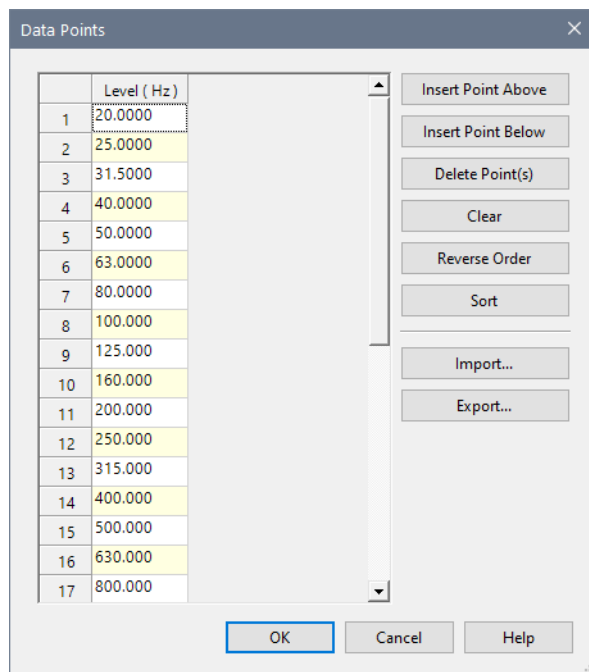 Data Points
Level ( Hz )
1 20.0000
2 25.0000
3 31.5000
4 40.0000
5 50.0000
6 63.0000
7 80.0000
8 100.000
9 125.000
10 160.000
11 200.000
12 250.000
13 315.000
14 400.000
15 500.000
16 630.000
17 800.000
Insert Point Above
Insert Point Below
Delete Point(s)
Clear
Reverse Order
Sort
Import...
Export...
OK Cancel Help